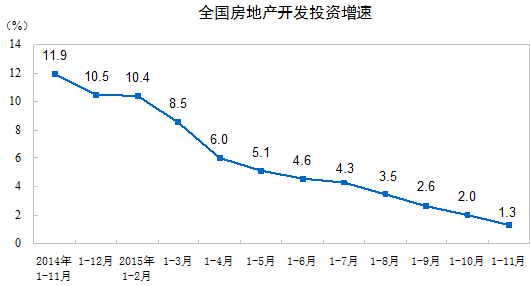 全国房地产开发投资增速
(%)
14
12
10
8
6
4
2
0
11.9
10.5
10.4
8.5
6.0
5.1
4.6
4.3
3.5
2.6
2.0
1.3
2014年
1-11月
1-12月
2015年
1-2月
1-3月
1-4月
1-5月
1-6月
1-7月
1-8月
1-9月
1-10月
1-11月